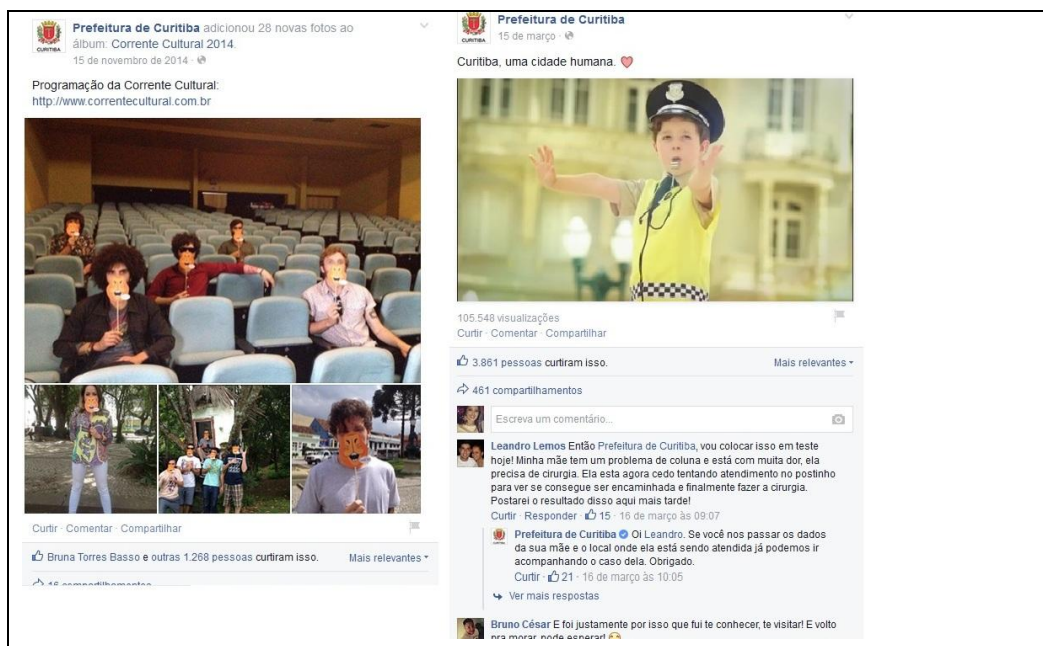 Prefeitura de Curitiba adicionou 28 novas fotos ao
álbum: Corrente Cultural 2014.
15 de novembro de 2014
CURITIBA
Programação da Corrente Cultural:
http://www.correntecultural.com.br
Curtir · Comentar · Compartilhar
Bruna Torres Basso e outras 1.268 pessoas curtiram isso.
Mais relevantes
16 compartilhamentos
Prefeitura de Curitiba
15 de março
CURITIBA
Curitiba, uma cidade humana.
105.548 visualizações
Curtir · Comentar · Compartilhar
3.861 pessoas curtiram isso.
Mais relevantes
461 compartilhamentos
Escreva um comentário...
Leandro Lemos Então Prefeitura de Curitiba, vou colocar isso em teste
hoje! Minha mãe tem um problema de coluna e está com muita dor, ela
precisa de cirurgia. Ela esta agora cedo tentando atendimento no postinho
para ver se consegue ser encaminhada e finalmente fazer a cirurgia.
Postarei o resultado disso aqui mais tarde!
Curtir · Responder · 15 · 16 de março às 09:07
Prefeitura de Curitiba Oi Leandro. Se você nos passar os dados
da sua mãe e o local onde ela está sendo atendida já podemos ir
acompanhando o caso dela. Obrigado.
Curtir · 21 · 16 de março às 10:05
Ver mais respostas
Bruno César E foi justamente por isso que fui te conhecer, te visitar! E volto
pra morar, pode esperar!